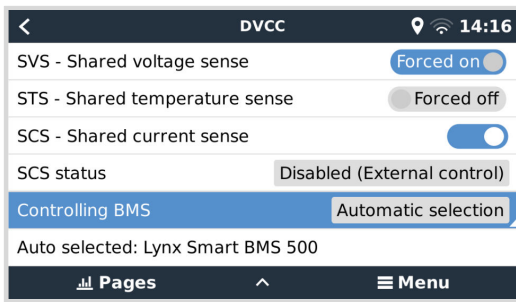 DVCC 14:16
SVS - Shared voltage sense Forced on
STS - Shared temperature sense Forced off
SCS - Shared current sense
SCS status Disabled (External control)
Controlling BMS Automatic selection
Auto selected: Lynx Smart BMS 500
Pages Menu